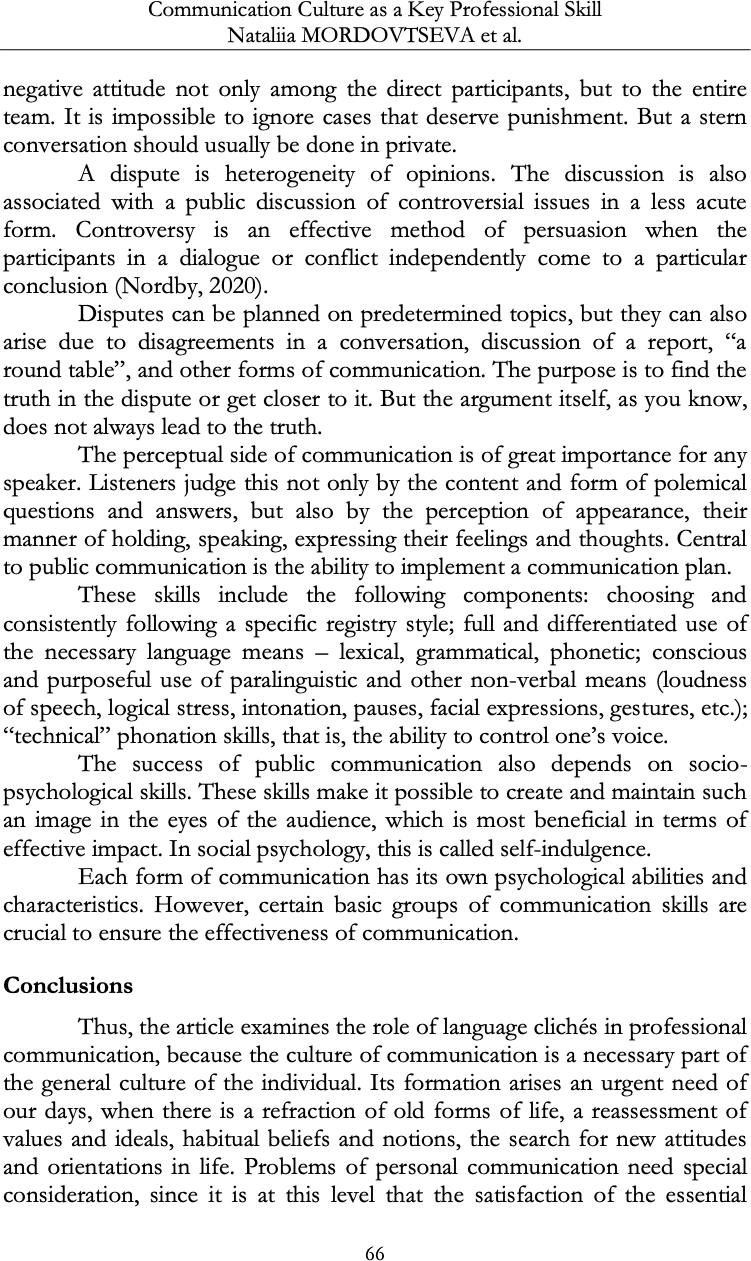 Communication Culture as a Key Professional Skill
Nataliia MORDOVTSEVA et al.
negative attitude not only among the direct participants, but to the entire
team. It is impossible to ignore cases that deserve punishment. But a stern
conversation should usually be done in private.
A dispute is heterogeneity of opinions. The discussion is also
associated with a public discussion of controversial issues in a less acute
form. Controversy is an effective method of persuasion when the
participants in a dialogue or conflict independently come to a particular
conclusion (Nordby, 2020).
Disputes can be planned on predetermined topics, but they can also
arise due to disagreements in a conversation, discussion of a report, “a
round table”, and other forms of communication. The purpose is to find the
truth in the dispute or get closer to it. But the argument itself, as you know,
does not always lead to the truth.
The perceptual side of communication is of great importance for any
speaker. Listeners judge this not only by the content and form of polemical
questions and answers, but also by the perception of appearance, their
manner of holding, speaking, expressing their feelings and thoughts. Central
to public communication is the ability to implement a communication plan.
These skills include the following components: choosing and
consistently following a specific registry style; full and differentiated use of
the necessary language means – lexical, grammatical, phonetic; conscious
and purposeful use of paralinguistic and other non-verbal means (loudness
of speech, logical stress, intonation, pauses, facial expressions, gestures, etc.);
“technical” phonation skills, that is, the ability to control one’s voice.
The success of public communication also depends on socio-
psychological skills. These skills make it possible to create and maintain such
an image in the eyes of the audience, which is most beneficial in terms of
effective impact. In social psychology, this is called self-indulgence.
Each form of communication has its own psychological abilities and
characteristics. However, certain basic groups of communication skills are
crucial to ensure the effectiveness of communication.
Conclusions
Thus, the article examines the role of language clichés in professional
communication, because the culture of communication is a necessary part of
the general culture of the individual. Its formation arises an urgent need of
our days, when there is a refraction of old forms of life, a reassessment of
values and ideals, habitual beliefs and notions, the search for new attitudes
and orientations in life. Problems of personal communication need special
consideration, since it is at this level that the satisfaction of the essential
66